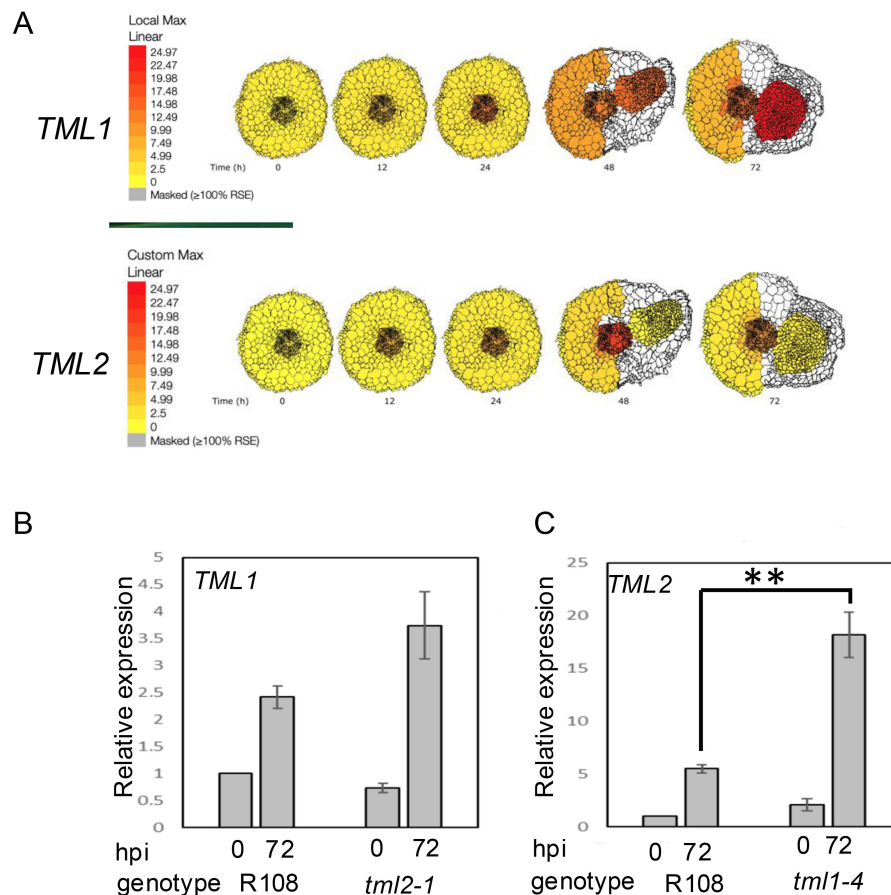 A
Local Max
Linear
24.97
22.47
19.98
17.48
14.98
12.49
9.99
7.49
4.99
2.5
0
Masked (≥100% RSE)
TML1
Time (h) 0 12 24 48 72
Custom Max
Linear
24.97
22.47
19.98
17.48
14.98
12.49
9.99
7.49
4.99
2.5
0
Masked (≥100% RSE)
TML2
Time (h) 0 12 24 48 72
B
TML1
Relative expression
5
4.5
4
3.5
3
2.5
2
1.5
1
0.5
0
hpi 0 72 0 72
genotype R108 tml2-1
C
TML2
**
Relative expression
25
20
15
10
5
0
hpi 0 72 0 72
genotype R108 tml1-4